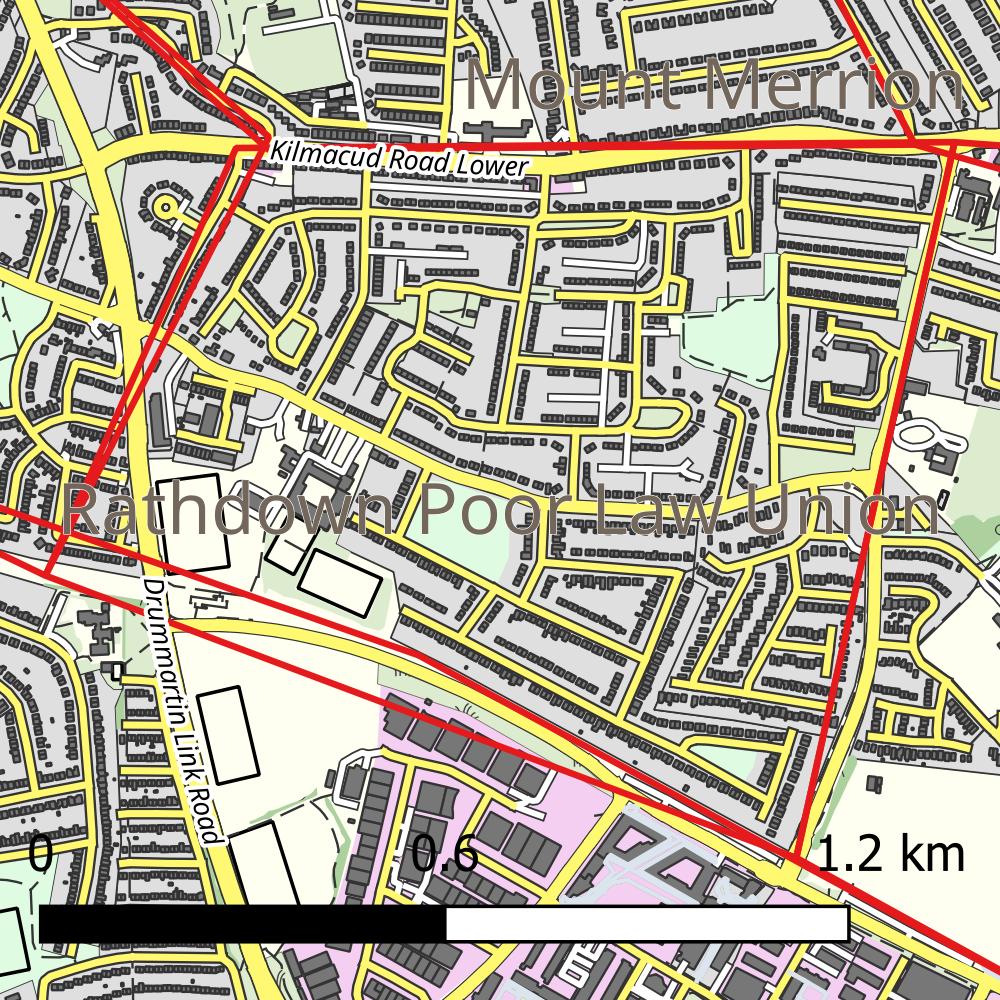 Mount Merrion
Kilmacud Road Lower
Rathdown Poor Law Union
Drummartin Link Road
0 0.6 1.2 km